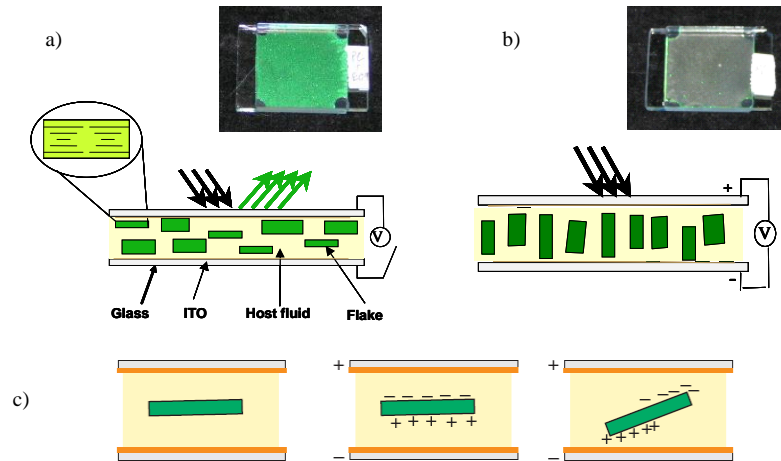 a)
b)
V
Glass
ITO
Host fluid
Flake
+
V
-
c)
+
− − − − −
+ + + + +
−
+
− − − − −
+ + + + +
−